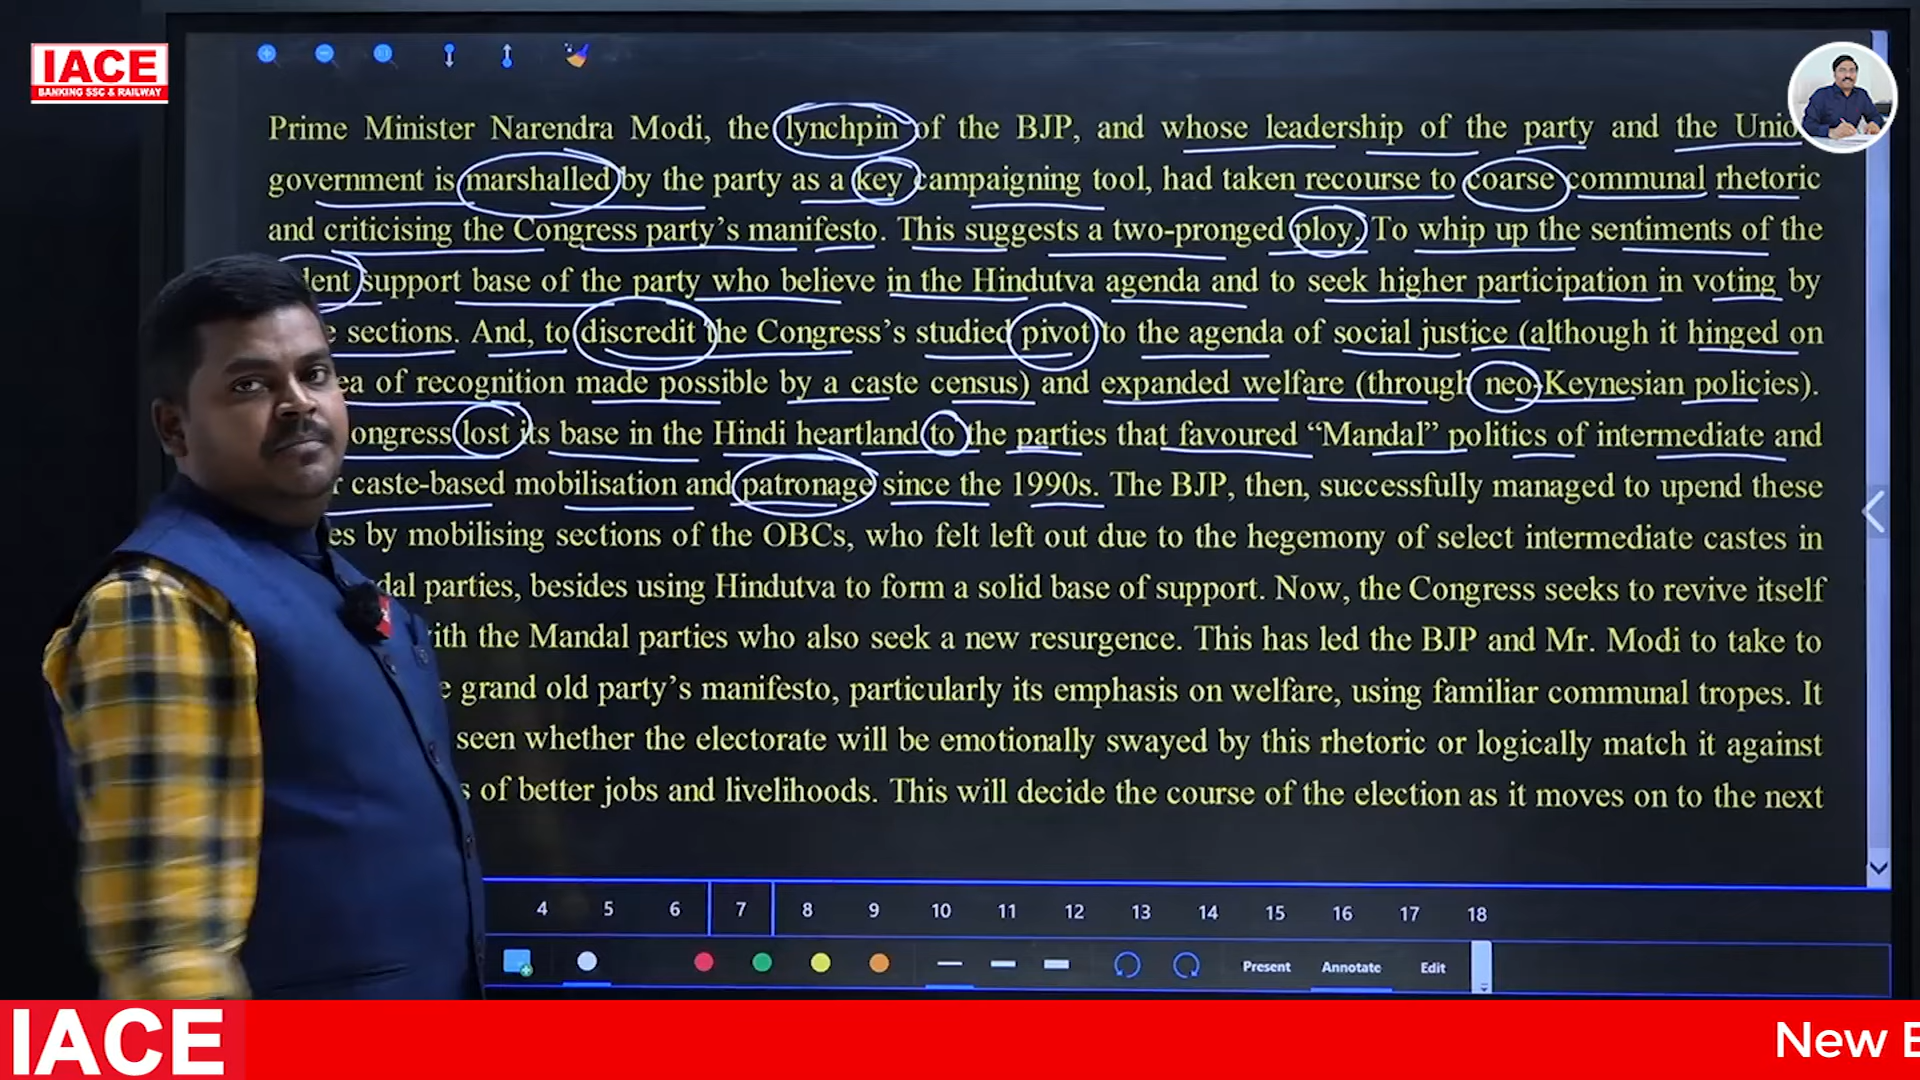 IACE
BANKING SSC & RAILWAY
Prime Minister Narendra Modi, the lynchpin of the BJP, and whose leadership of the party and the
government is marshalled by the party as a key campaigning tool, had taken recourse to coarse communal rhetoric
and criticising the Congress party's manifesto. This suggests a two-pronged ploy. To whip up the sentiments of the
support base of the party who believe in the Hindutva agenda and to seek higher participation in voting by
sections. And, to discredit the Congress's studied pivot to the agenda of social justice (although it hinged on
of recognition made possible by a caste census) and expanded welfare (through neo-Keynesian policies).
lost its base in the Hindi heartland to the parties that favoured “Mandal” politics of intermediate and
caste-based mobilisation and patronage since the 1990s. The BJP, then, successfully managed to upend these
by mobilising sections of the OBCs, who felt left out due to the hegemony of select intermediate castes in
parties, besides using Hindutva to form a solid base of support. Now, the Congress seeks to revive itself
the Mandal parties who also seek a new resurgence. This has led the BJP and Mr. Modi to take to
grand old party's manifesto, particularly its emphasis on welfare, using familiar communal tropes. It
seen whether the electorate will be emotionally swayed by this rhetoric or logically match it against
of better jobs and livelihoods. This will decide the course of the election as it moves on to the next
4 5 6 7 8 9 10 11 12 13 14 15 16 17 18
Present Annotate Edit
IACE
New